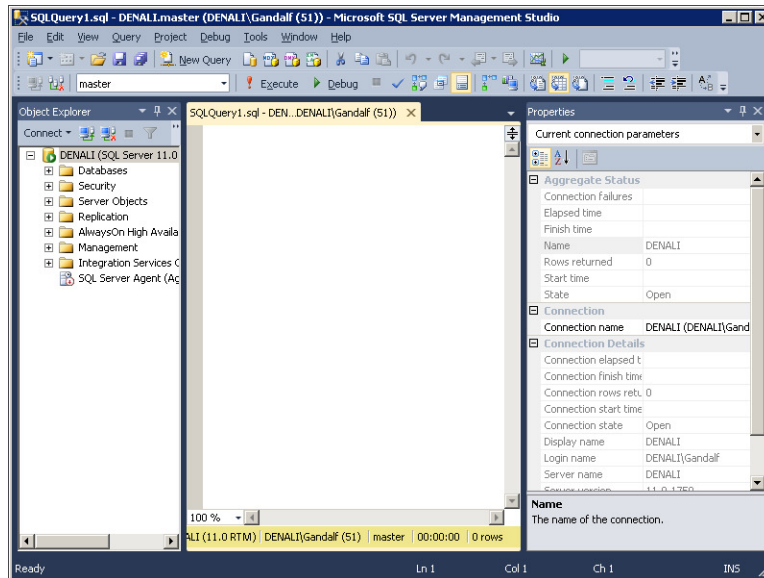 SQLQuery1.sql - DENALI.master (DENALI\Gandalf (51)) - Microsoft SQL Server Management Studio
File Edit View Query Project Debug Tools Window Help
New Query
master Execute Debug
Object Explorer
Connect
DENALI (SQL Server 11.0
Databases
Security
Server Objects
Replication
AlwaysOn High Availa
Management
Integration Services C
SQL Server Agent (Ag
SQLQuery1.sql - DEN...DENALI\Gandalf (51))
100 %
ALI (11.0 RTM) DENALI\Gandalf (51) master 00:00:00 0 rows
Properties
Current connection parameters
Aggregate Status
Connection failures
Elapsed time
Finish time
Name DENALI
Rows returned 0
Start time
State Open
Connection
Connection name DENALI (DENALI\Gand
Connection Details
Connection elapsed t
Connection finish time
Connection rows retu 0
Connection start time
Connection state Open
Display name DENALI
Login name DENALI\Gandalf
Server name DENALI
Server version 11.0.1750
Name
The name of the connection.
Ready Ln 1 Col 1 Ch 1 INS